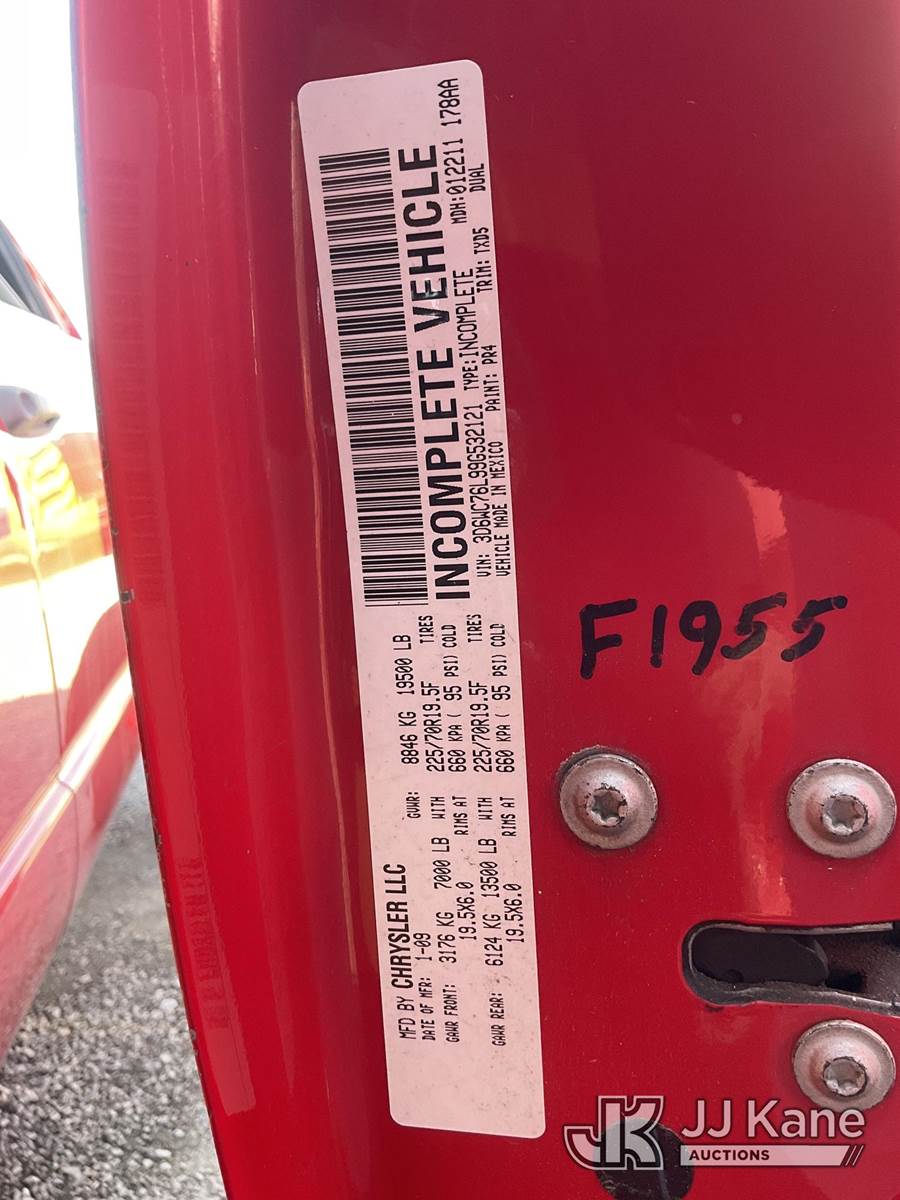 MFD BY CHRYSLER LLC
DATE OF MFR: 1-09 GVWR: 8846 KG 19500 LB
GAWR FRONT: 3176 KG 7000 LB WITH 225/70R19.5F TIRES
19.5X6.0 RIMS AT 660 KPA ( 95 PSI) COLD
GAWR REAR: 6124 KG 13500 LB WITH 225/70R19.5F TIRES
19.5X6.0 RIMS AT 660 KPA ( 95 PSI) COLD
INCOMPLETE VEHICLE
MDH:012211 178AA
VIN: 3D6WC76L99G532121 TYPE:INCOMPLETE DUAL
VEHICLE MADE IN MEXICO PAINT: PR4 TRIM: TXD5
F1955
JK JJ Kane
AUCTIONS